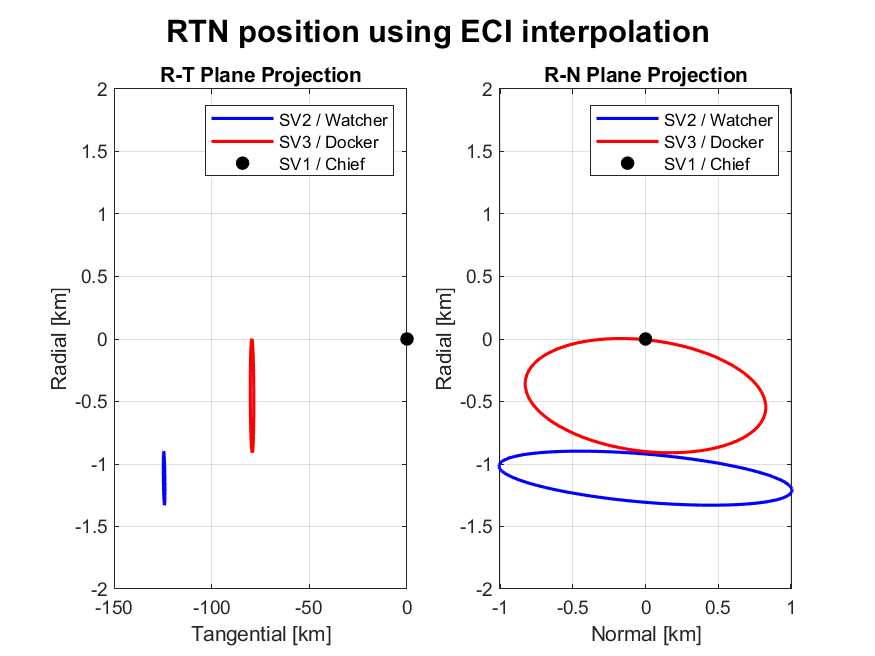 RTN position using ECI interpolation
R-T Plane Projection
2
1.5
1
0.5
0
-0.5
-1
-1.5
-2
-150
-100
-50
0
Radial [km]
Tangential [km]
SV2 / Watcher
SV3 / Docker
SV1 / Chief
R-N Plane Projection
2
1.5
1
0.5
0
-0.5
-1
-1.5
-2
-1
-0.5
0
0.5
1
Radial [km]
Normal [km]
SV2 / Watcher
SV3 / Docker
SV1 / Chief